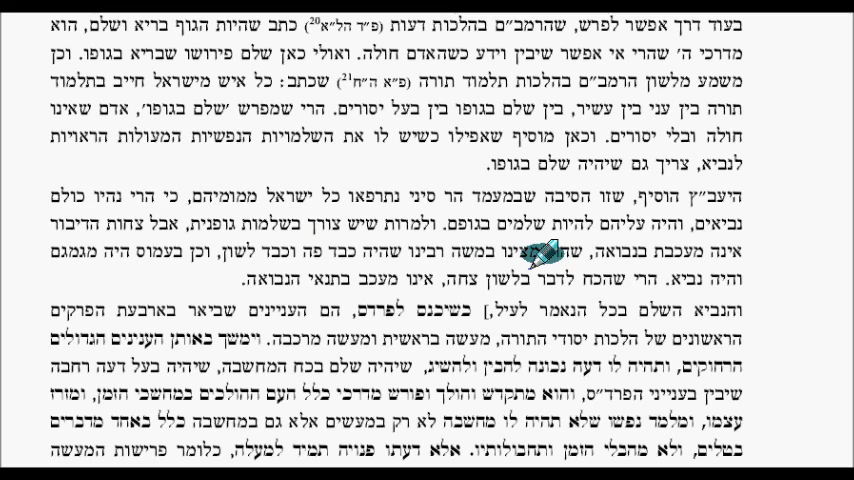 בעוד דרך אפשר לפרש, שהרמב״ם בהלכות דעות (פ״ד הל״א20) כתב שהיות הגוף בריא ושלם, הוא
מדרכי ה׳ שהרי אי אפשר שיבין וידע כשהאדם חולה. ואולי כאן שלם פירושו שבריא בגופו. וכן
משמע מלשון הרמב״ם בהלכות תלמוד תורה (פ״א ה״ח21) שכתב: כל איש מישראל חייב בתלמוד
תורה בין עני בין עשיר, בין שלם בגופו בין בעל יסורים. הרי שמפרש ׳שלם בגופו׳, אדם שאינו
חולה ובלי יסורים. וכאן מוסיף שאפילו כשיש לו את השלמויות הנפשיות המעולות הראויות
לנביא, צריך גם שיהיה שלם בגופו.
היעב״ץ הוסיף, שזו הסיבה שבמעמד הר סיני נתרפאו כל ישראל ממומיהם, כי הרי נהיו כולם
נביאים, והיה עליהם להיות שלמים בגופם. ולמרות שיש צורך בשלמות גופנית, אבל צחות הדיבור
אינה מעכבת בנבואה, במשה רבינו שהיה כבד פה וכבד לשון, וכן בעמוס היה מגמגם
והיה נביא. הרי שהכח לדבר בלשון צחה, אינו מעכב בתנאי הנבואה.
והנביא השלם בכל הנאמר לעיל,] כשיכנס לפרדס, הם העניינים שביאר בארבעת הפרקים
הראשונים של הלכות יסודי התורה, מעשה בראשית ומעשה מרכבה. וימשך באותן הענינים הגדולים
הרחוקים, ותהיה לו דעה נכונה להבין ולהשיג, שיהיה שלם בכח המחשבה, שיהיה בעל דעה רחבה
שיבין בענייני הפרד״ס, והוא מתקדש והולך ופורש מדרכי כלל העם ההולכים במחשכי הזמן, ומזרז
עצמו, ומלמד נפשו שלא תהיה לו מחשבה לא רק במעשים אלא גם במחשבה כלל באחד מדברים
בטלים, ולא מהבלי הזמן ותחבולותיו. אלא דעתו פנויה תמיד למעלה, כלומר פרישות המעשה